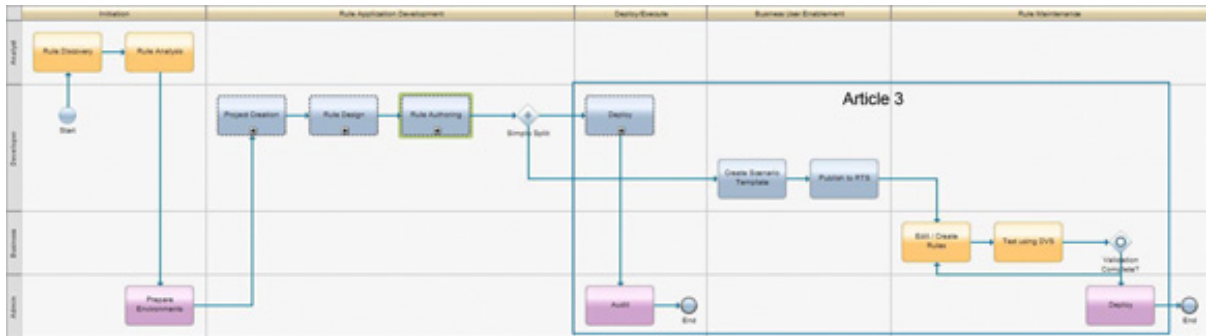 Initiation
Rule Application Development
Deploy/Execute
Business User Enablement
Rule Maintenance
Analyst
Rule Discovery
Rule Analysis
Developer
Start
Project Creation
Rule Design
Rule Authoring
Simple Split
Deploy
Article 3
Create Scenario
Template
Publish to RTS
Business
Edit / Create
Rules
Test using DVS
Validation
Complete?
Admin
Prepare
Environments
Audit
End
Deploy
End